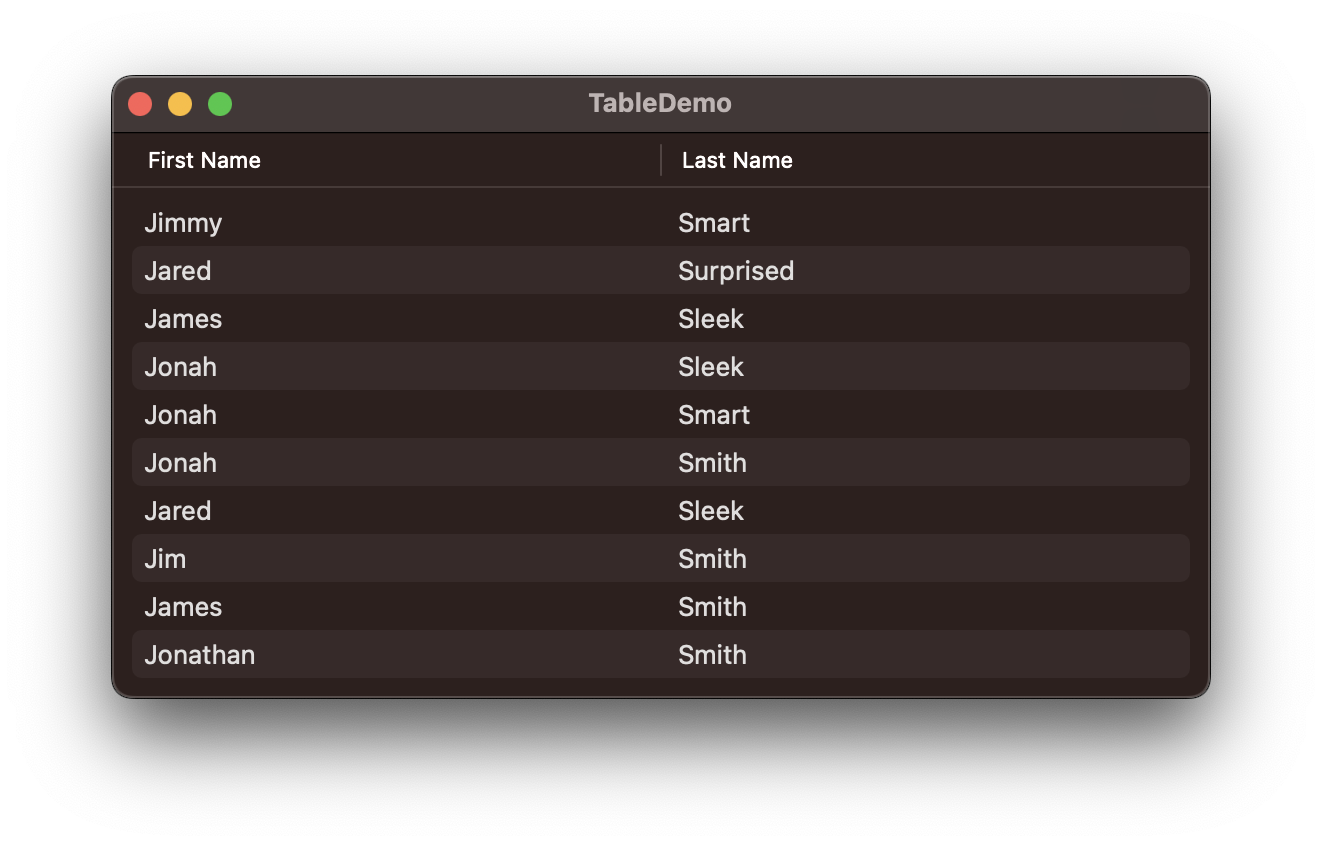 TableDemo
First Name Last Name
Jimmy Smart
Jared Surprised
James Sleek
Jonah Sleek
Jonah Smart
Jonah Smith
Jared Sleek
Jim Smith
James Smith
Jonathan Smith